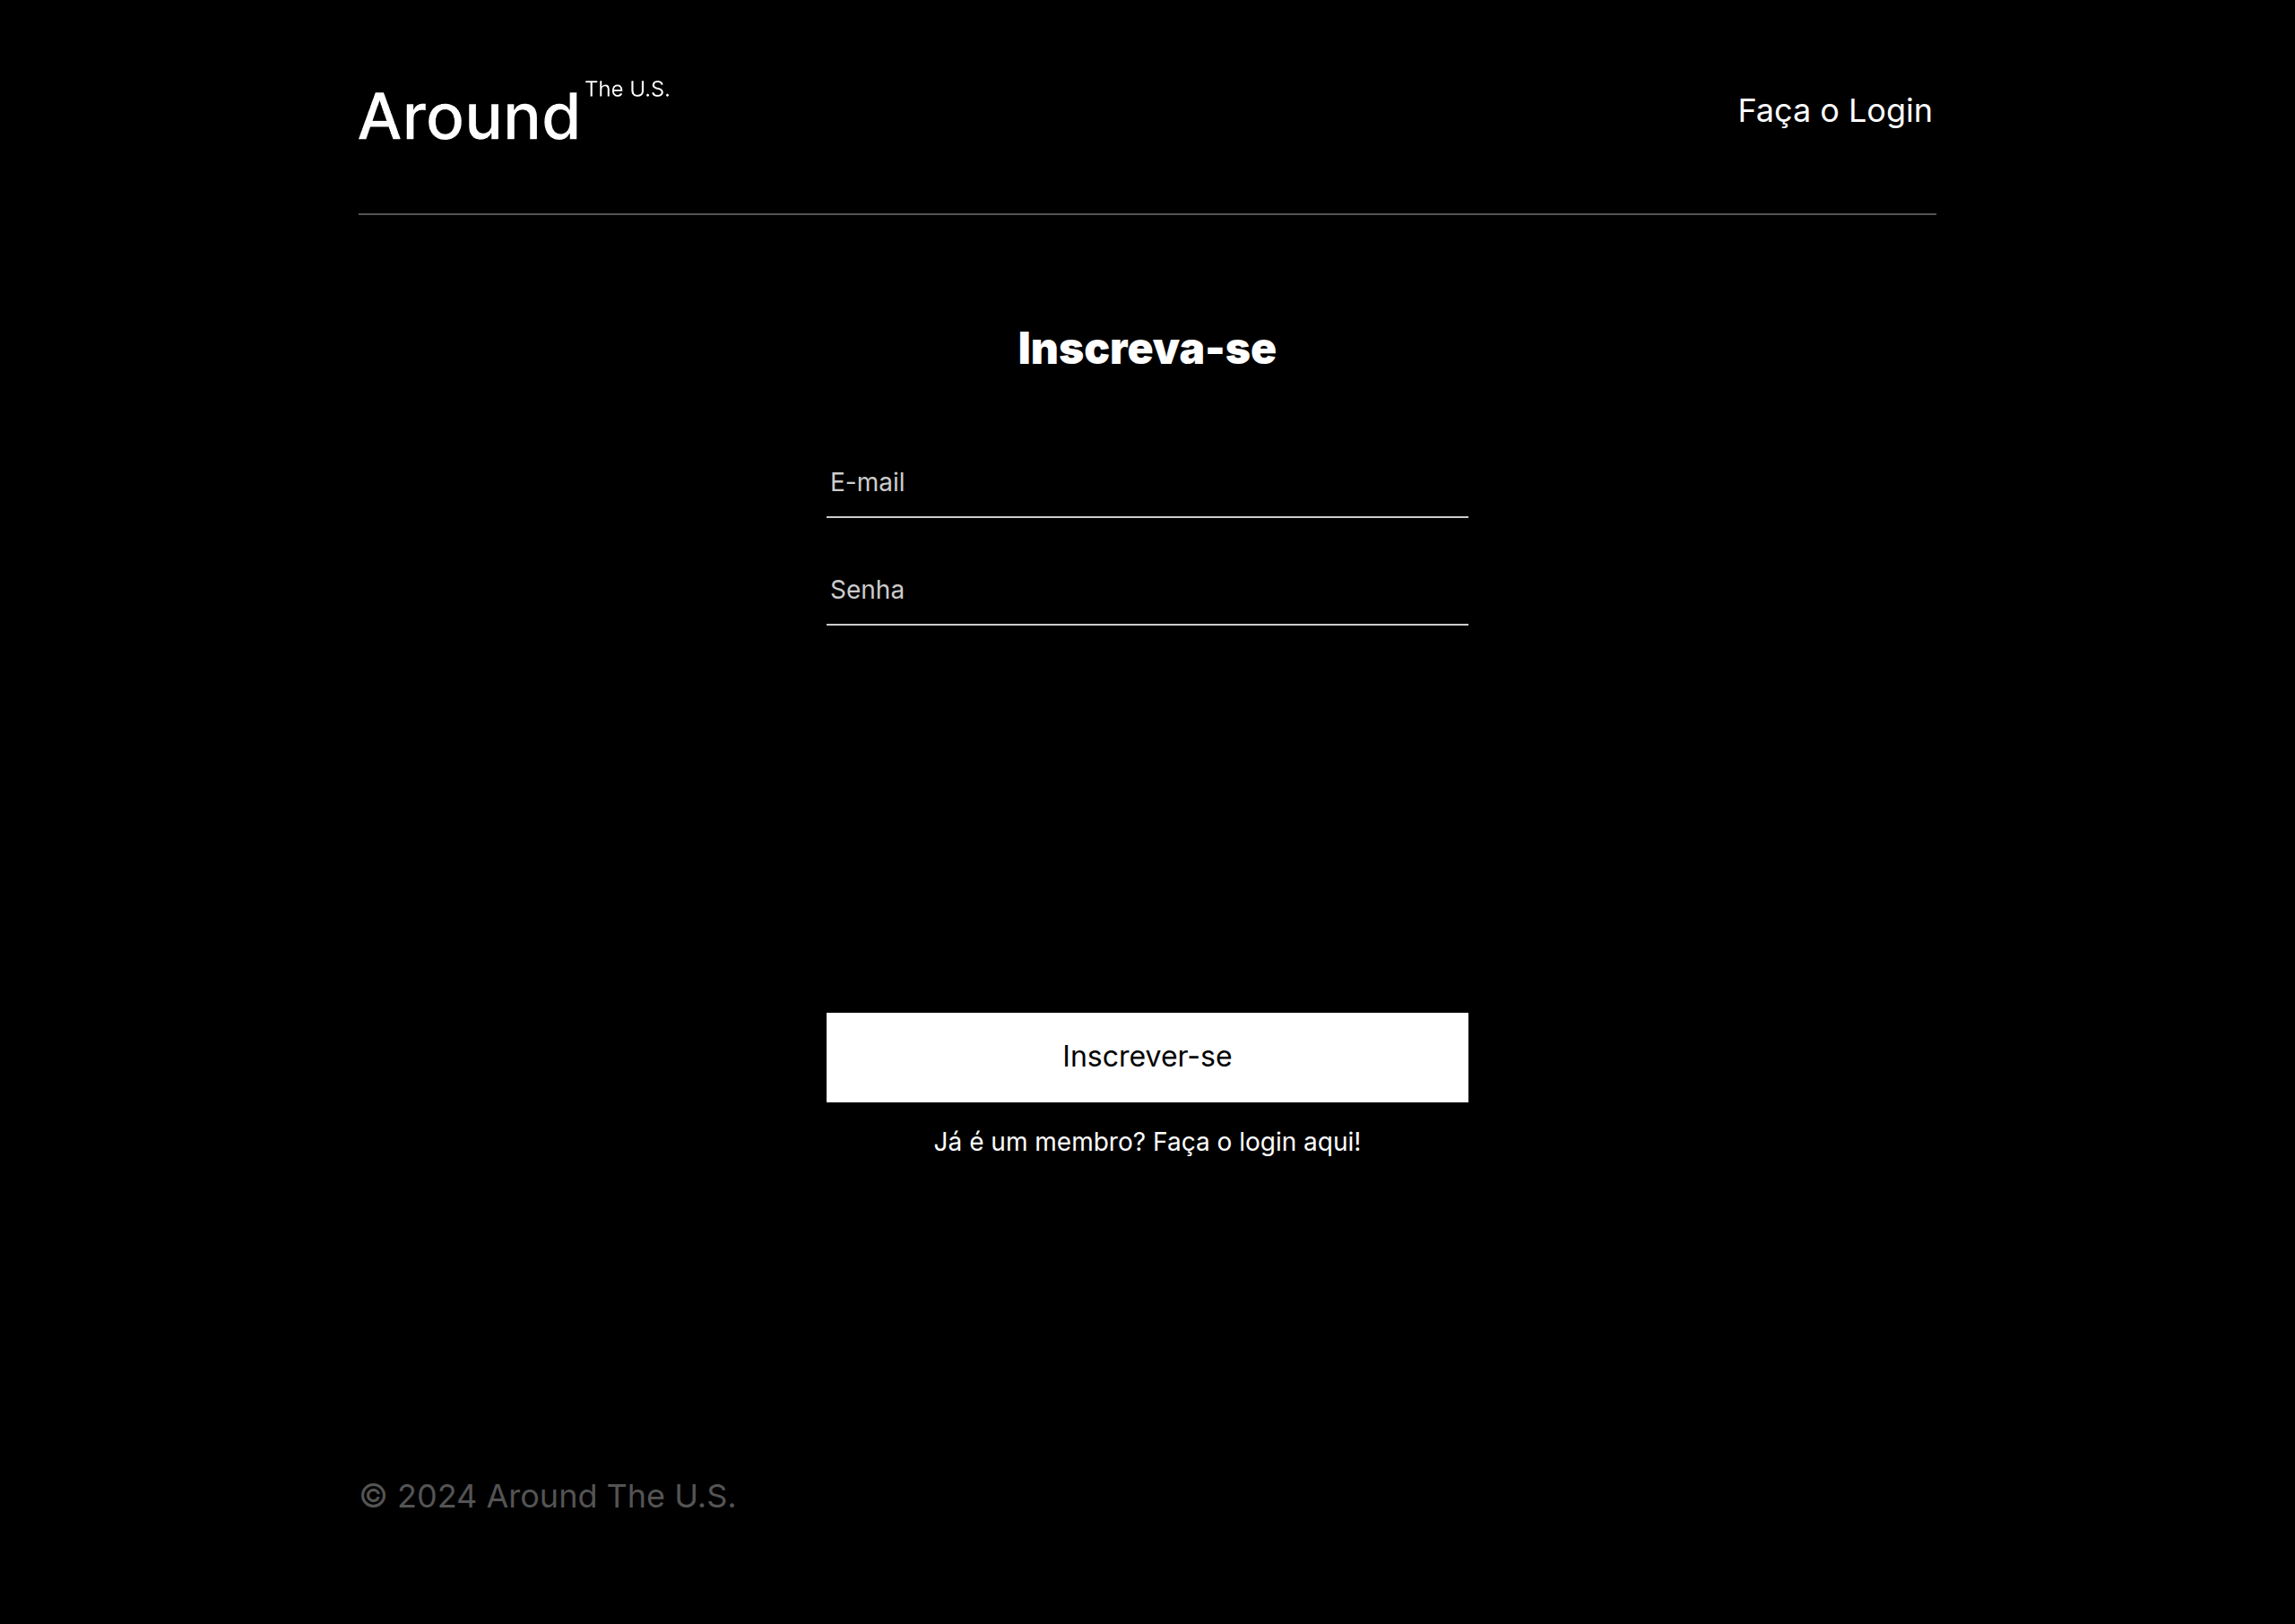 Around The U.S.
Faça o Login
Inscreva-se
E-mail
Senha
Inscrever-se
Já é um membro? Faça o login aqui!
© 2024 Around The U.S.